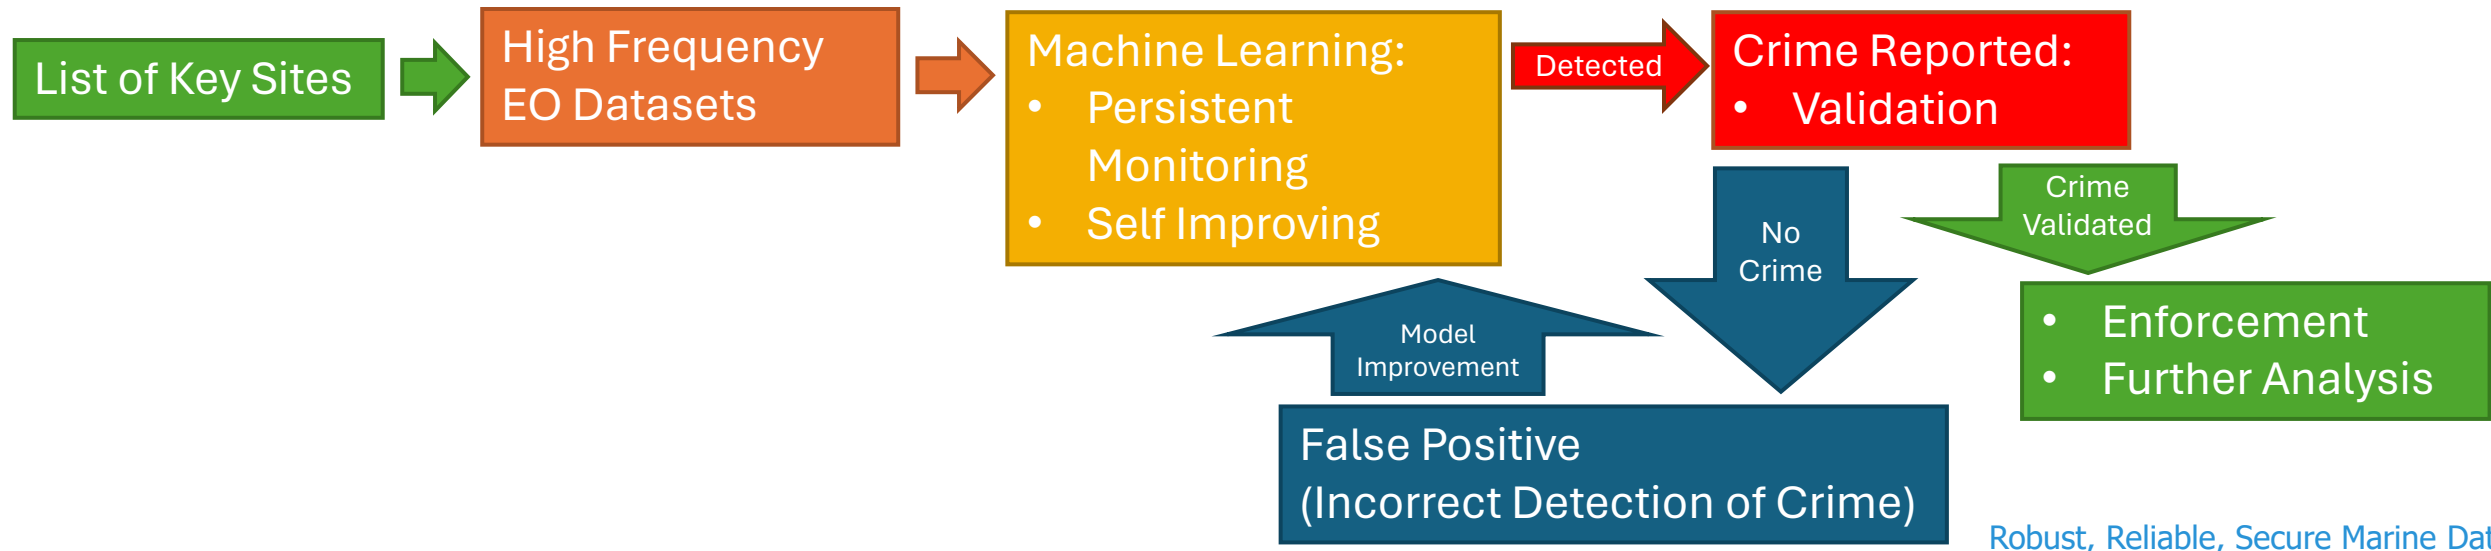 List of Key Sites
High Frequency
EO Datasets
Machine Learning:
• Persistent
Monitoring
• Self Improving
Detected
Crime Reported:
• Validation
No
Crime
Crime
Validated
Model
Improvement
False Positive
(Incorrect Detection of Crime)
• Enforcement
• Further Analysis
Robust, Reliable, Secure Marine Dat